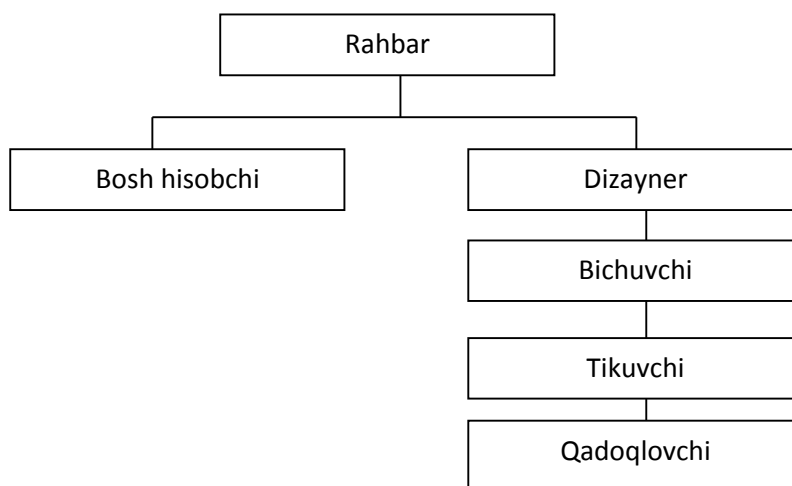 Rahbar
Bosh hisobchi
Dizayner
Bichuvchi
Tikuvchi
Qadoqlovchi